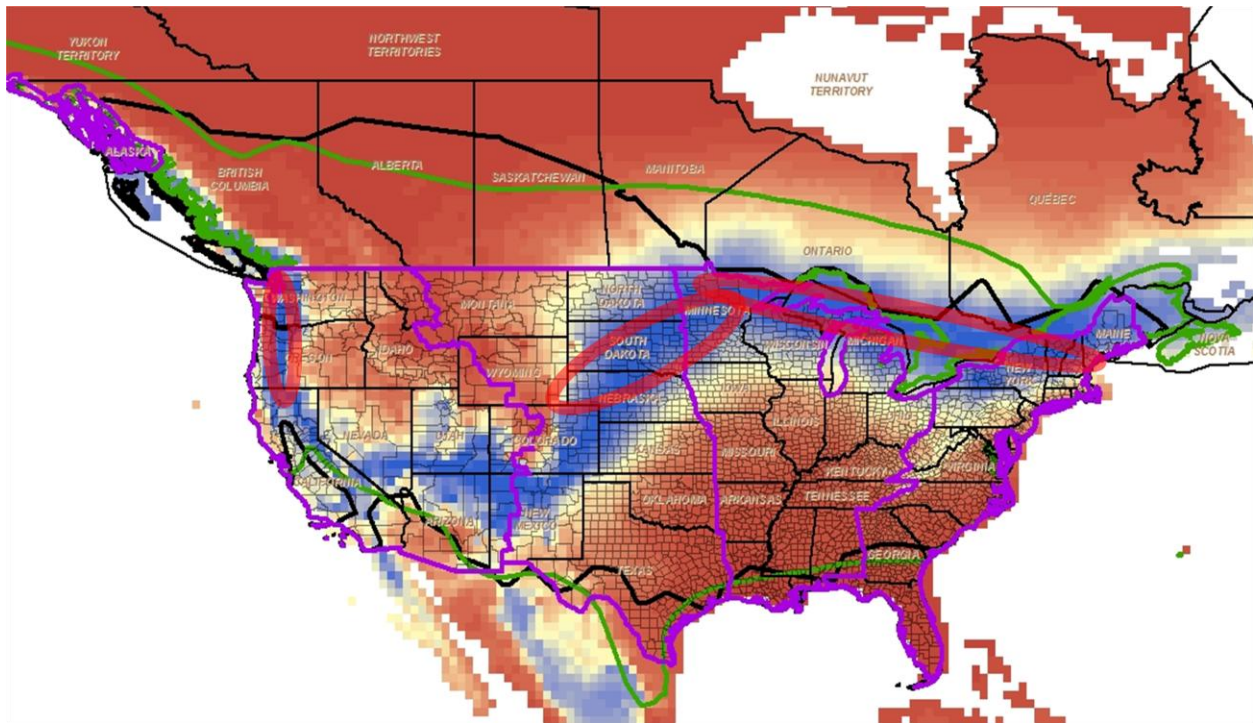 YUKON
TERRITORY
NORTHWEST
TERRITORIES
NUNAVUT
TERRITORY
ALASKA
BRITISH
COLUMBIA
ALBERTA
SASKATCHEWAN
MANITOBA
QUÉBEC
ONTARIO
WASHINGTON
MONTANA
NORTH
DAKOTA
MINNESOTA
MAINE
NOVA
SCOTIA
OREGON
IDAHO
SOUTH
DAKOTA
WISCONSIN
MICHIGAN
NEW
YORK
WYOMING
IOWA
NEBRASKA
NEVADA
UTAH
COLORADO
ILLINOIS
OHIO
KANSAS
MISSOURI
VIRGINIA
KENTUCKY
CALIFORNIA
TENNESSEE
OKLAHOMA
ARKANSAS
ARIZONA
NEW
MEXICO
GEORGIA
TEXAS